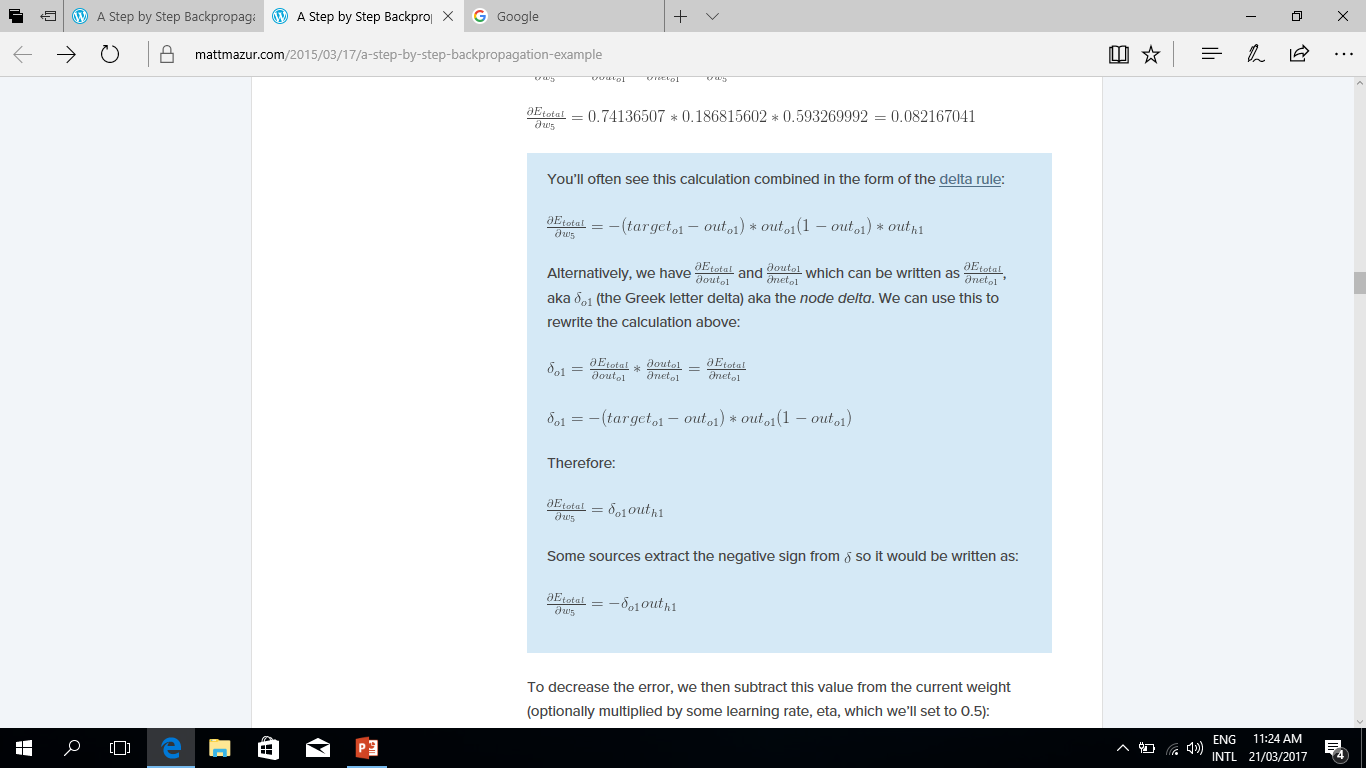 A Step by Step Backpropaga
A Step by Step Backprop
Google
mattmazur.com/2015/03/17/a-step-by-step-backpropagation-example
∂E_total/∂w₅ = 0.74136507 * 0.186815602 * 0.593269992 = 0.082167041
You'll often see this calculation combined in the form of the delta rule:
∂E_total/∂w₅ = −(target_o1 − out_o1) * out_o1(1 − out_o1) * out_h1
Alternatively, we have ∂E_total/∂out_o1 and ∂out_o1/∂net_o1 which can be written as ∂E_total/∂net_o1,
aka δ_o1 (the Greek letter delta) aka the node delta. We can use this to
rewrite the calculation above:
δ_o1 = ∂E_total/∂out_o1 * ∂out_o1/∂net_o1 = ∂E_total/∂net_o1
δ_o1 = −(target_o1 − out_o1) * out_o1(1 − out_o1)
Therefore:
∂E_total/∂w₅ = δ_o1 out_h1
Some sources extract the negative sign from δ so it would be written as:
∂E_total/∂w₅ = −δ_o1 out_h1
To decrease the error, we then subtract this value from the current weight
(optionally multiplied by some learning rate, eta, which we'll set to 0.5):
ENG
INTL
11:24 AM
21/03/2017
4